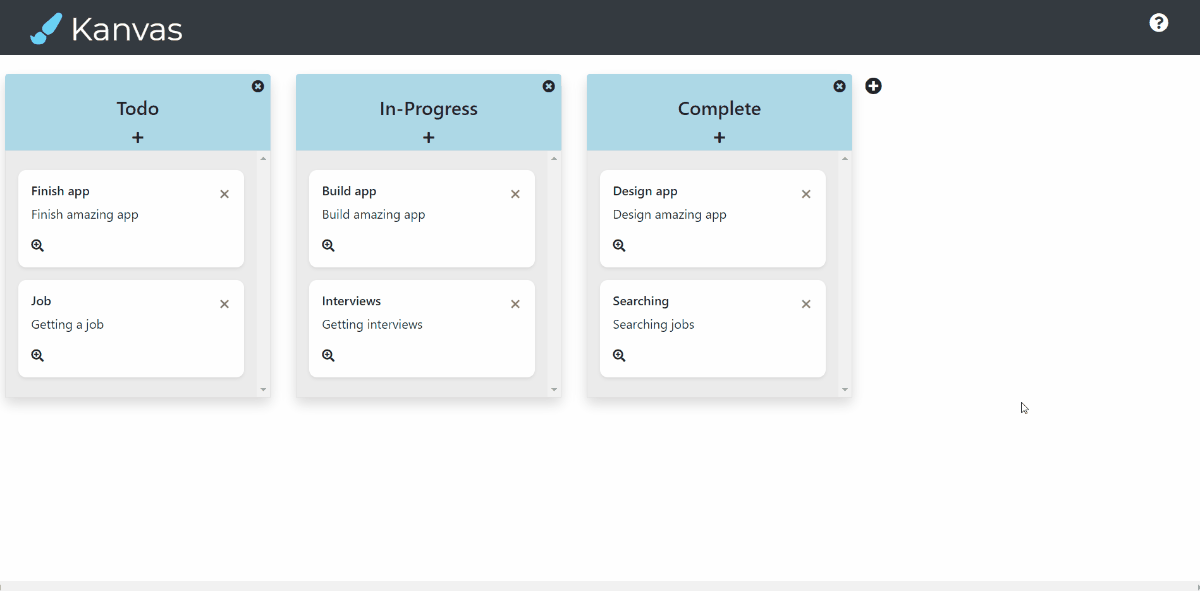 Kanvas
Todo
Finish app
Finish amazing app
Job
Getting a job
In-Progress
Build app
Build amazing app
Interviews
Getting interviews
Complete
Design app
Design amazing app
Searching
Searching jobs